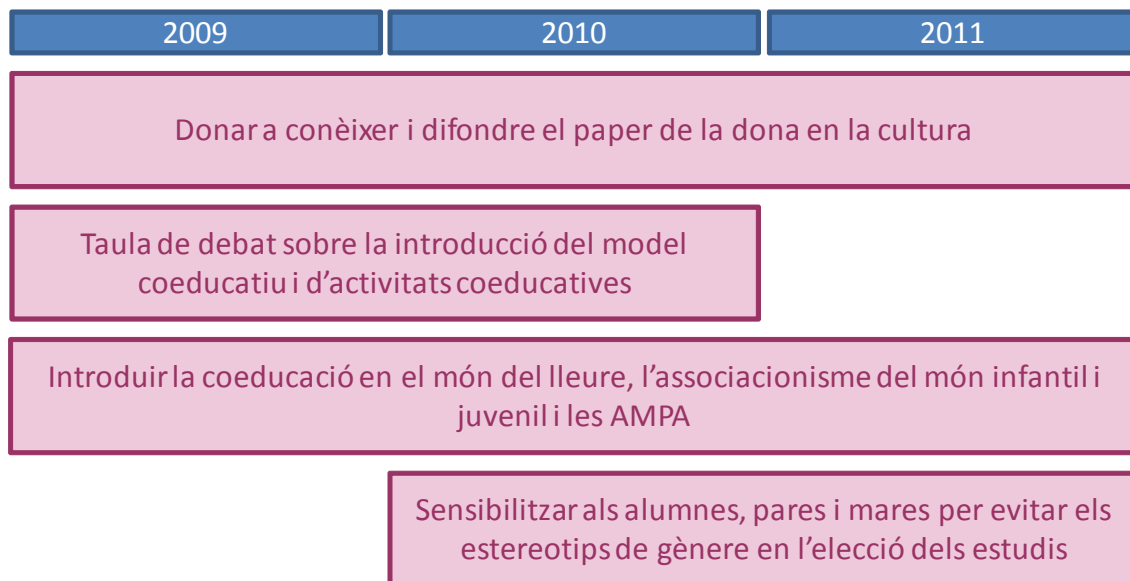 2009 2010 2011
Donar a conèixer i difondre el paper de la dona en la cultura
Taula de debat sobre la introducció del model
coeducatiu i d’activitats coeducatives
Introduir la coeducació en el món del lleure, l’associacionisme del món infantil i
juvenil i les AMPA
Sensibilitzar als alumnes, pares i mares per evitar els
estereotips de gènere en l’elecció dels estudis